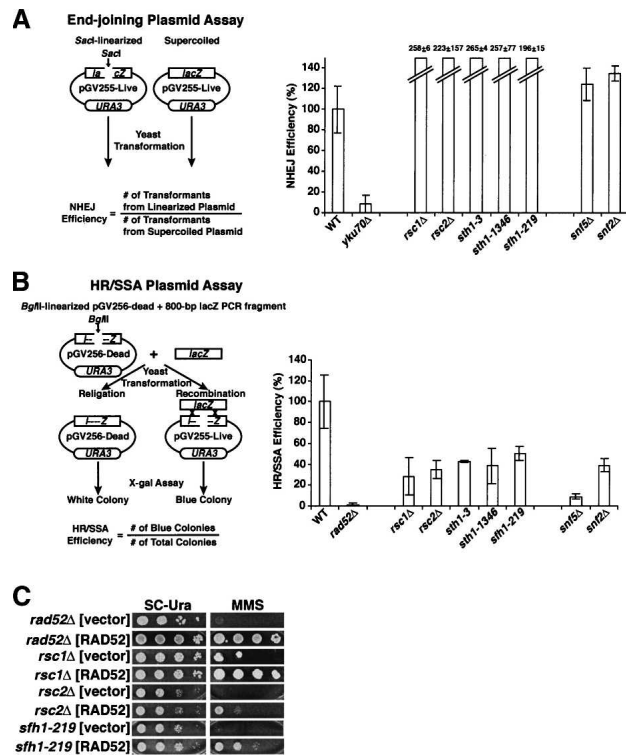 A
End-joining Plasmid Assay
SacI-linearized
Supercoiled
SacI
la cZ
lacZ
pGV255-Live
pGV255-Live
URA3
URA3
Yeast
Transformation
NHEJ
Efficiency
=
# of Transformants
from Linearized Plasmid
# of Transformants
from Supercoiled Plasmid
258±6 223±157 265±4 257±77 196±15
NHEJ Efficiency (%)
140
120
100
80
60
40
20
0
WT
yku70Δ
rsc1Δ
rsc2Δ
sth1-3
sth1-1346
sfh1-219
snf5Δ
snf2Δ
B
HR/SSA Plasmid Assay
BglII-linearized pGV256-dead + 800-bp lacZ PCR fragment
BglII
l-- --Z
pGV256-Dead
+
lacZ
URA3
Yeast
Transformation
Religation
Recombination
lacZ
l----Z
l-- --Z
pGV256-Dead
pGV255-Live
URA3
URA3
X-gal Assay
White Colony
Blue Colony
HR/SSA
Efficiency
=
# of Blue Colonies
# of Total Colonies
HR/SSA Efficiency (%)
140
120
100
80
60
40
20
0
WT
rad52Δ
rsc1Δ
rsc2Δ
sth1-3
sth1-1346
sfh1-219
snf5Δ
snf2Δ
C
SC-Ura MMS
rad52Δ [vector]
rad52Δ [RAD52]
rsc1Δ [vector]
rsc1Δ [RAD52]
rsc2Δ [vector]
rsc2Δ [RAD52]
sfh1-219 [vector]
sfh1-219 [RAD52]